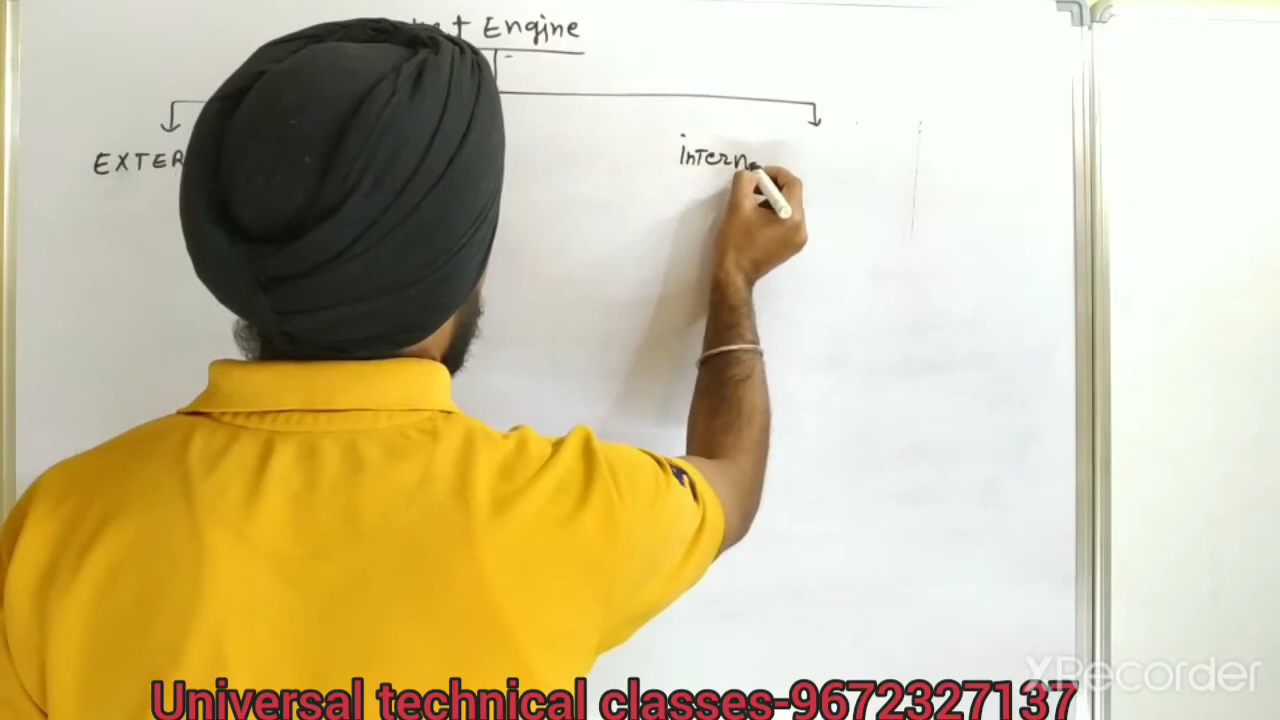 Engine
EXTER
intern
XRecorder
Universal technical classes-9672327137